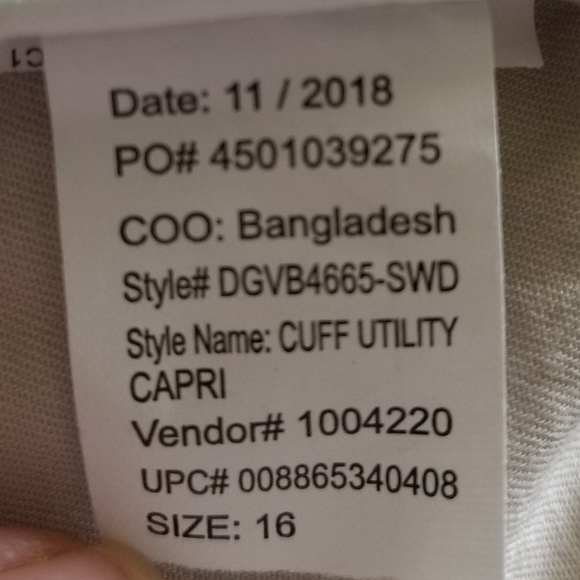 Date: 11 / 2018
PO# 4501039275
COO: Bangladesh
Style# DGVB4665-SWD
Style Name: CUFF UTILITY
CAPRI
Vendor# 1004220
UPC# 008865340408
SIZE: 16